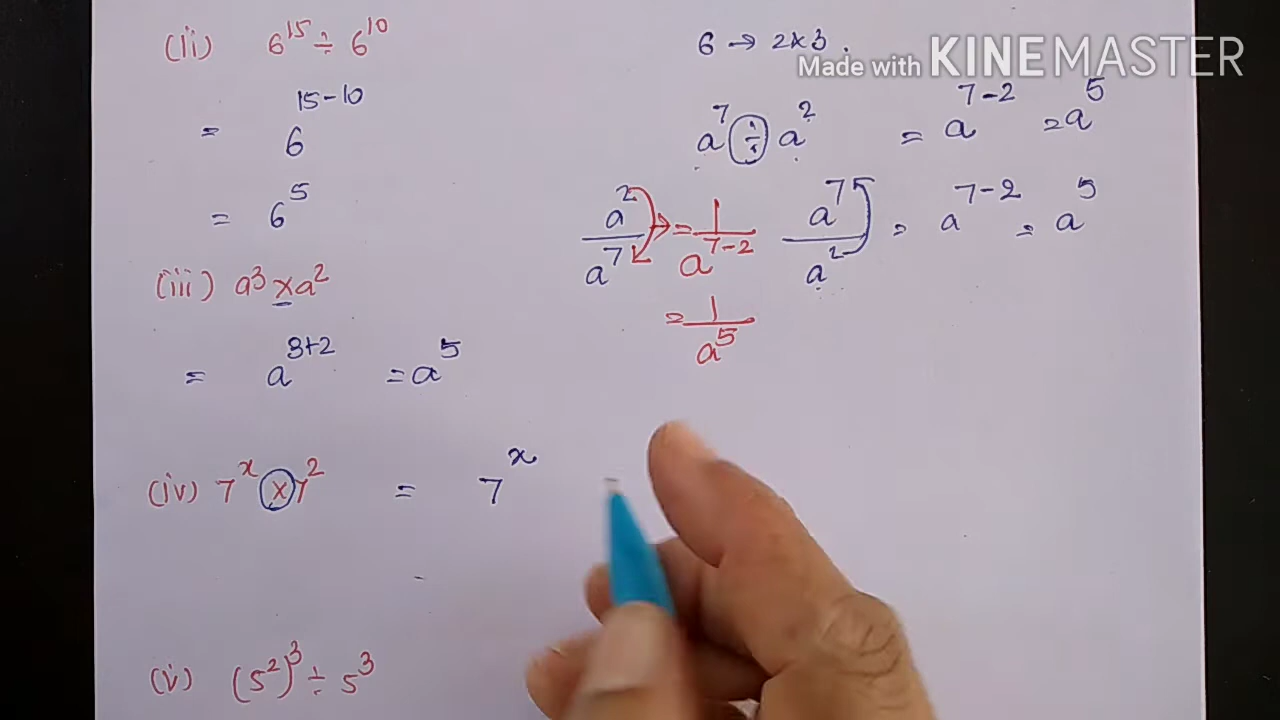 (ii) 6^15 ÷ 6^10
= 6^15-10
= 6^5
(iii) a^3 × a^2
= a^3+2 = a^5
(iv) 7^x × 7^2 = 7^x
(v) (5^2)^3 ÷ 5^3
6 → 2×3.
Made with KINEMASTER
a^7 ÷ a^2 = a^7-2 = a^5
a^2/a^7 = 1/a^7-2
= 1/a^5
a^7/a^2 = a^7-2 = a^5